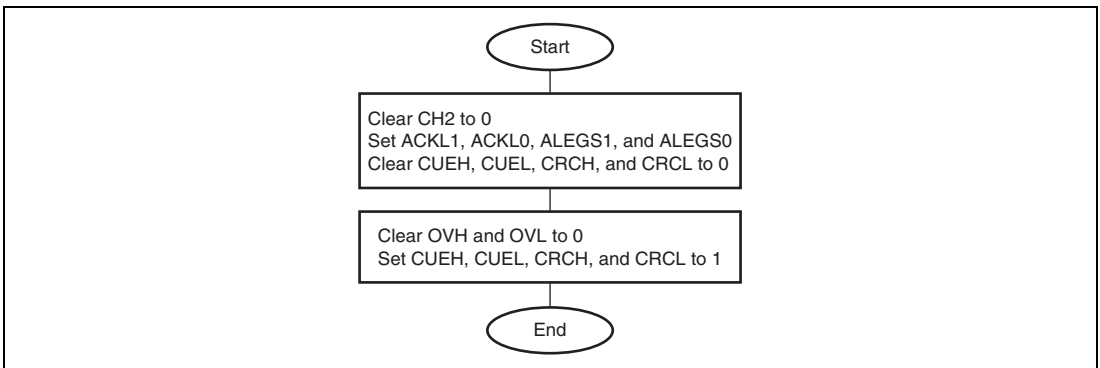 Start
Clear CH2 to 0
Set ACKL1, ACKL0, ALEGS1, and ALEGS0
Clear CUEH, CUEL, CRCH, and CRCL to 0
Clear OVH and OVL to 0
Set CUEH, CUEL, CRCH, and CRCL to 1
End